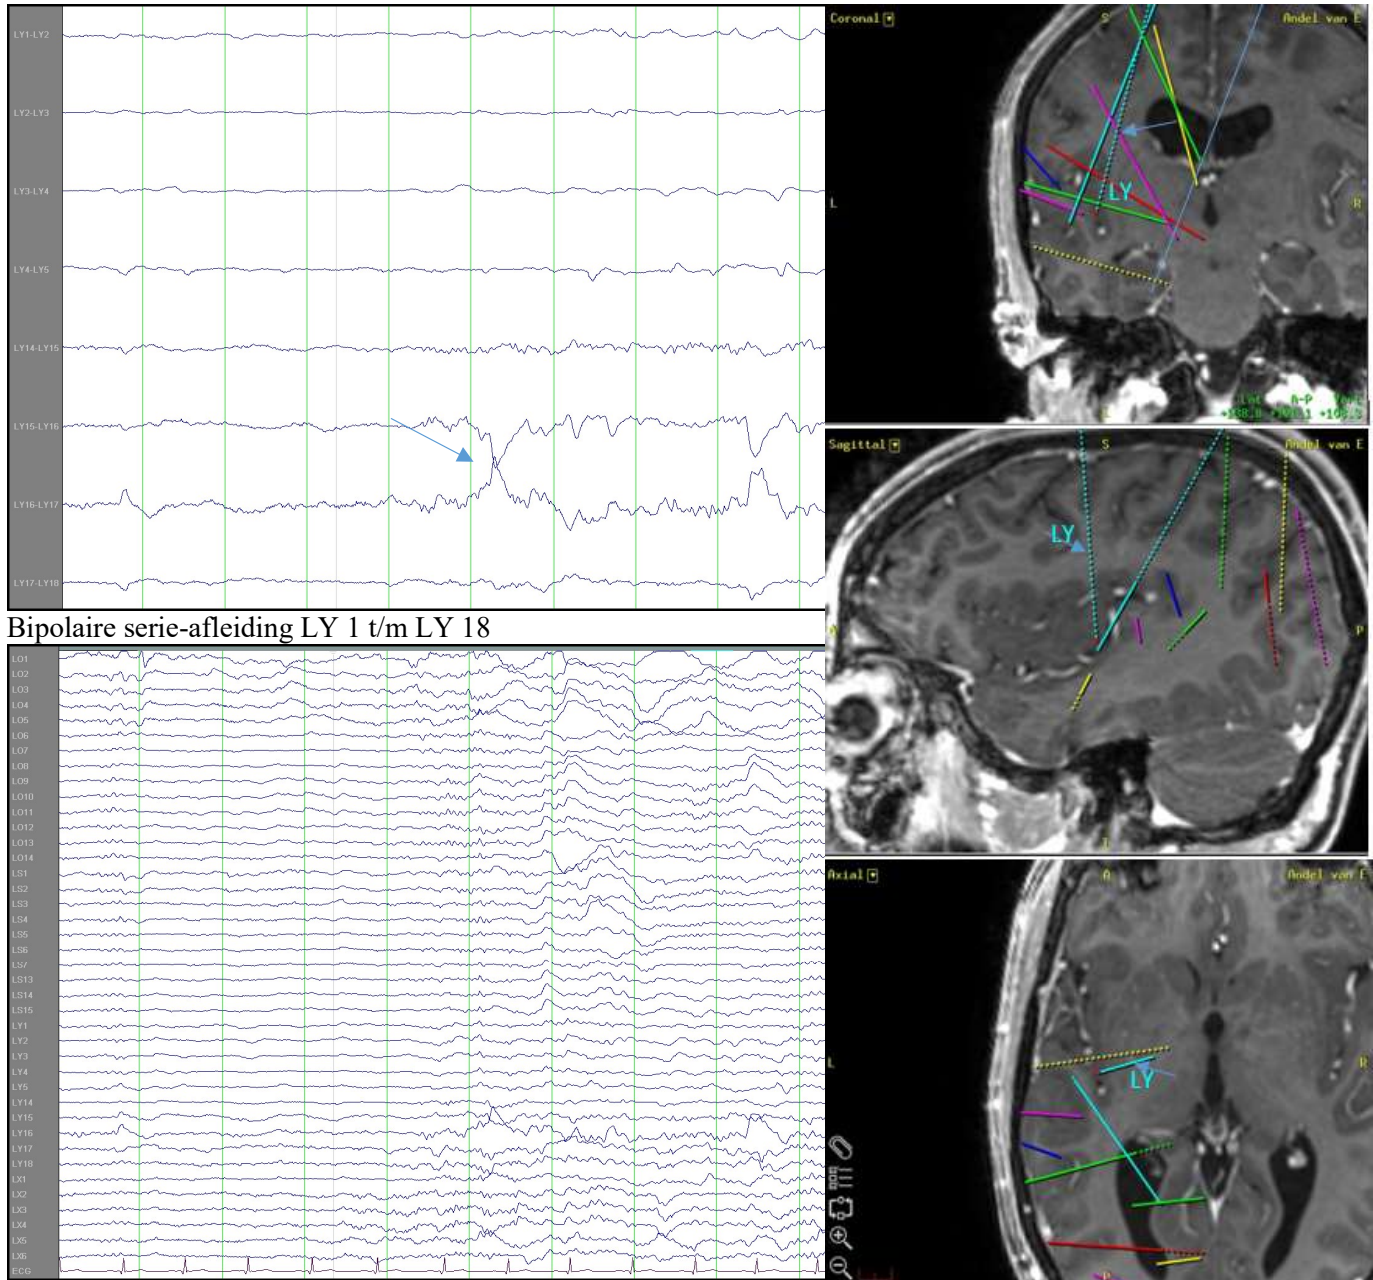 LY1-LY2
LY2-LY3
LY3-LY4
LY4-LY5
LY14-LY15
LY15-LY16
LY16-LY17
LY17-LY18
Bipolaire serie-afleiding LY 1 t/m LY 18
LO1
LO2
LO3
LO4
LO5
LO6
LO7
LO8
LO9
LO10
LO11
LO12
LO13
LO14
LS1
LS2
LS3
LS4
LS5
LS6
LS7
LS13
LS14
LS15
LY1
LY2
LY3
LY4
LY5
LY14
LY15
LY16
LY17
LY18
LX1
LX2
LX3
LX4
LX5
LX6
ECG
Coronal
S
Andel van E
L
LY
R
Lat A-P Vert
Sagittal
S
Andel van E
LY
A
P
I
Axial
A
Andel van E
L
LY
R
P